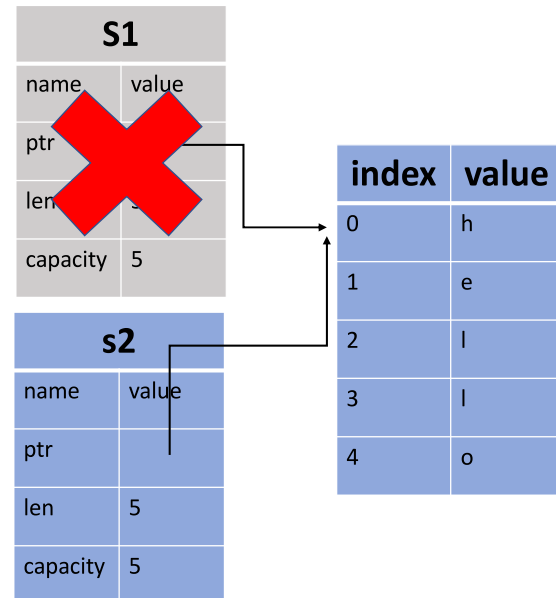 S1
name value
ptr
len
capacity 5
s2
name value
ptr
len 5
capacity 5
index value
0 h
1 e
2 l
3 l
4 o